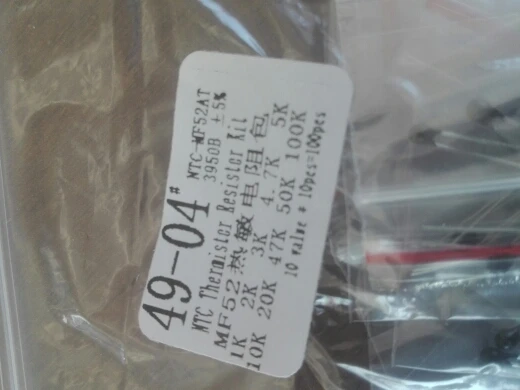 49-04#
NTC-MF52AT
3950B ±5%
NTC Thermistor Resistor Kit
MF52热敏电阻包
1K 2K 3K 4.7K 5K
10K 20K 47K 50K 100K
10 value * 10pcs=100pcs